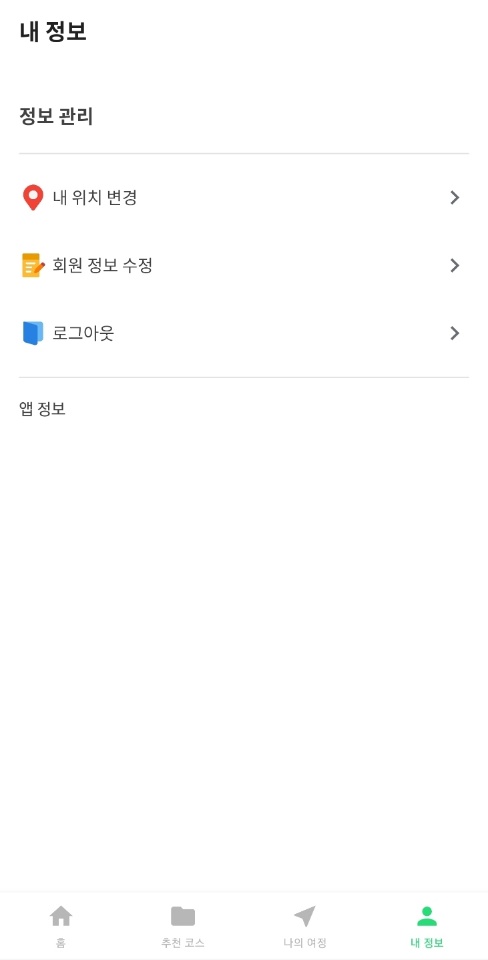 내 정보
정보 관리
내 위치 변경
회원 정보 수정
로그아웃
앱 정보
홈
추천 코스
나의 여정
내 정보